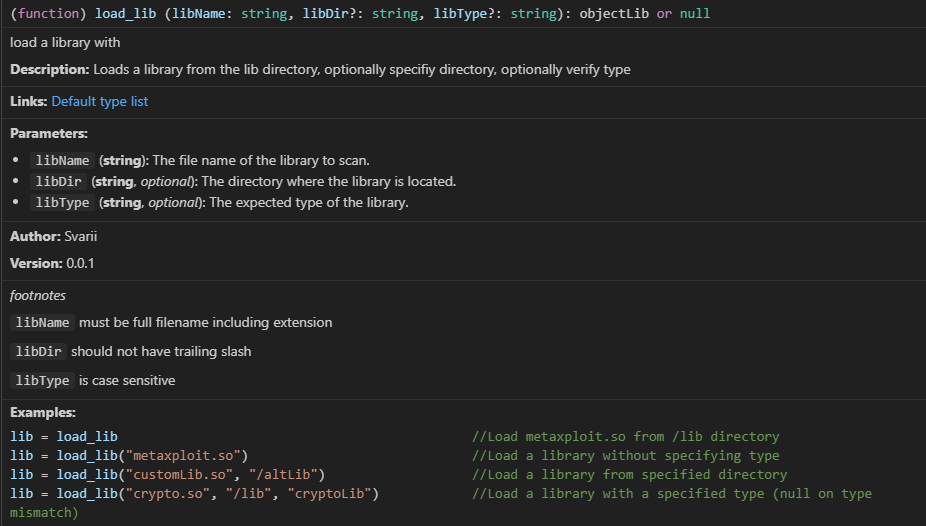 (function) load_lib (libName: string, libDir?: string, libType?: string): objectLib or null
load a library with
Description: Loads a library from the lib directory, optionally specifiy directory, optionally verify type
Links: Default type list
Parameters:
• libName (string): The file name of the library to scan.
• libDir (string, optional): The directory where the library is located.
• libType (string, optional): The expected type of the library.
Author: Svarii
Version: 0.0.1
footnotes
libName must be full filename including extension
libDir should not have trailing slash
libType is case sensitive
Examples:
lib = load_lib //Load metaxploit.so from /lib directory
lib = load_lib("metaxploit.so") //Load a library without specifying type
lib = load_lib("customLib.so", "/altLib") //Load a library from specified directory
lib = load_lib("crypto.so", "/lib", "cryptoLib") //Load a library with a specified type (null on type
mismatch)